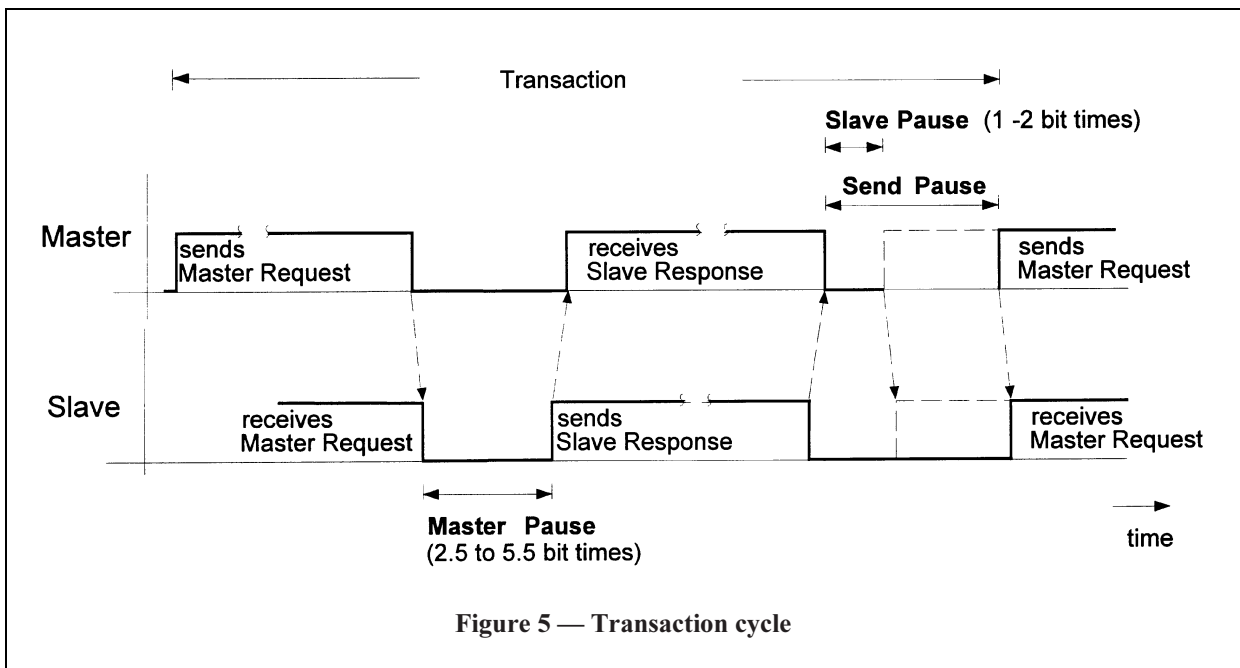 Transaction
Slave Pause (1 -2 bit times)
Send Pause
Master
sends
Master Request
receives
Slave Response
sends
Master Request
Slave
receives
Master Request
sends
Slave Response
receives
Master Request
Master Pause
(2.5 to 5.5 bit times)
time
Figure 5 — Transaction cycle